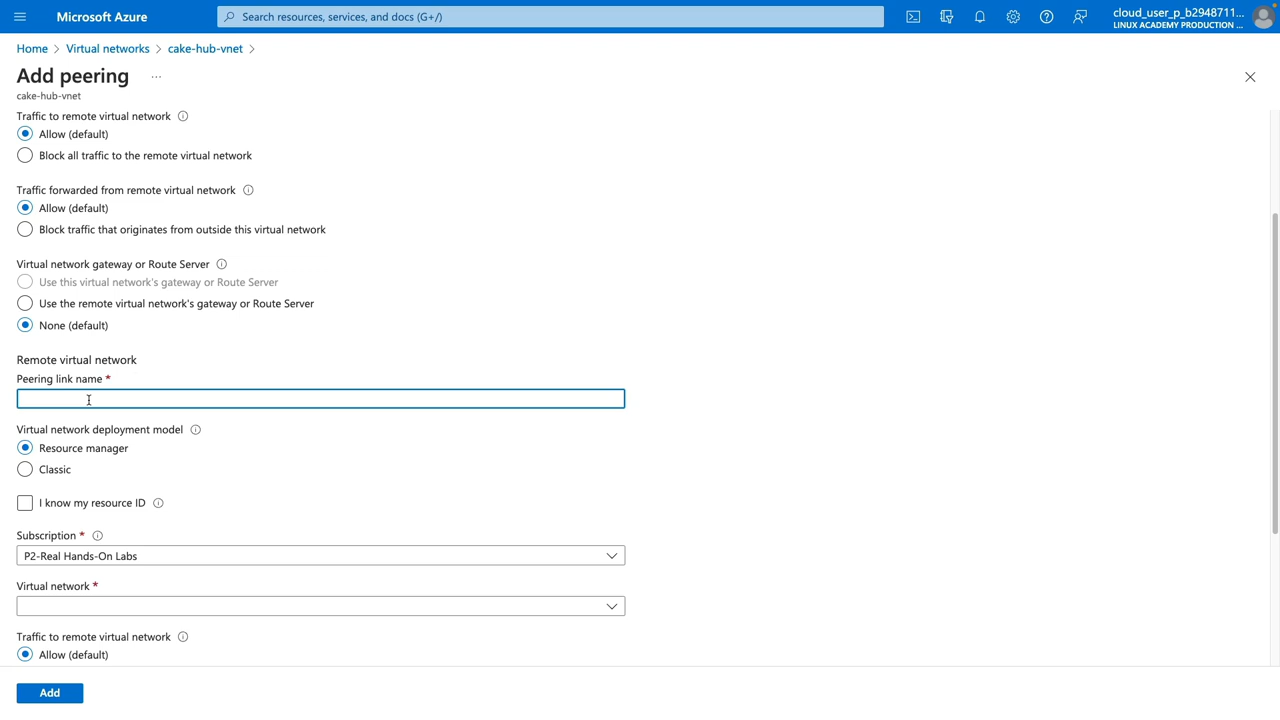 Microsoft Azure
Search resources, services, and docs (G+/)
cloud_user_p_b2948711...
LINUX ACADEMY PRODUCTION ...
Home > Virtual networks > cake-hub-vnet >
Add peering ...
cake-hub-vnet
Traffic to remote virtual network
Allow (default)
Block all traffic to the remote virtual network
Traffic forwarded from remote virtual network
Allow (default)
Block traffic that originates from outside this virtual network
Virtual network gateway or Route Server
Use this virtual network's gateway or Route Server
Use the remote virtual network's gateway or Route Server
None (default)
Remote virtual network
Peering link name *
Virtual network deployment model
Resource manager
Classic
I know my resource ID
Subscription *
P2-Real Hands-On Labs
Virtual network *
Traffic to remote virtual network
Allow (default)
Add